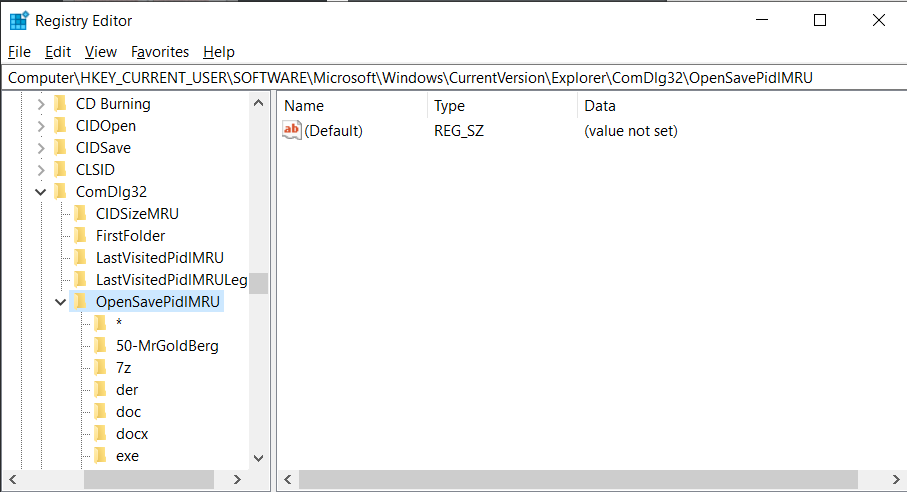 Registry Editor
File Edit View Favorites Help
Computer\HKEY_CURRENT_USER\SOFTWARE\Microsoft\Windows\CurrentVersion\Explorer\ComDlg32\OpenSavePidlMRU
CD Burning
CIDOpen
CIDSave
CLSID
ComDlg32
CIDSizeMRU
FirstFolder
LastVisitedPidlMRU
LastVisitedPidlMRULeg
OpenSavePidlMRU
*
50-MrGoldBerg
7z
der
doc
docx
exe
Name Type Data
ab (Default) REG_SZ (value not set)